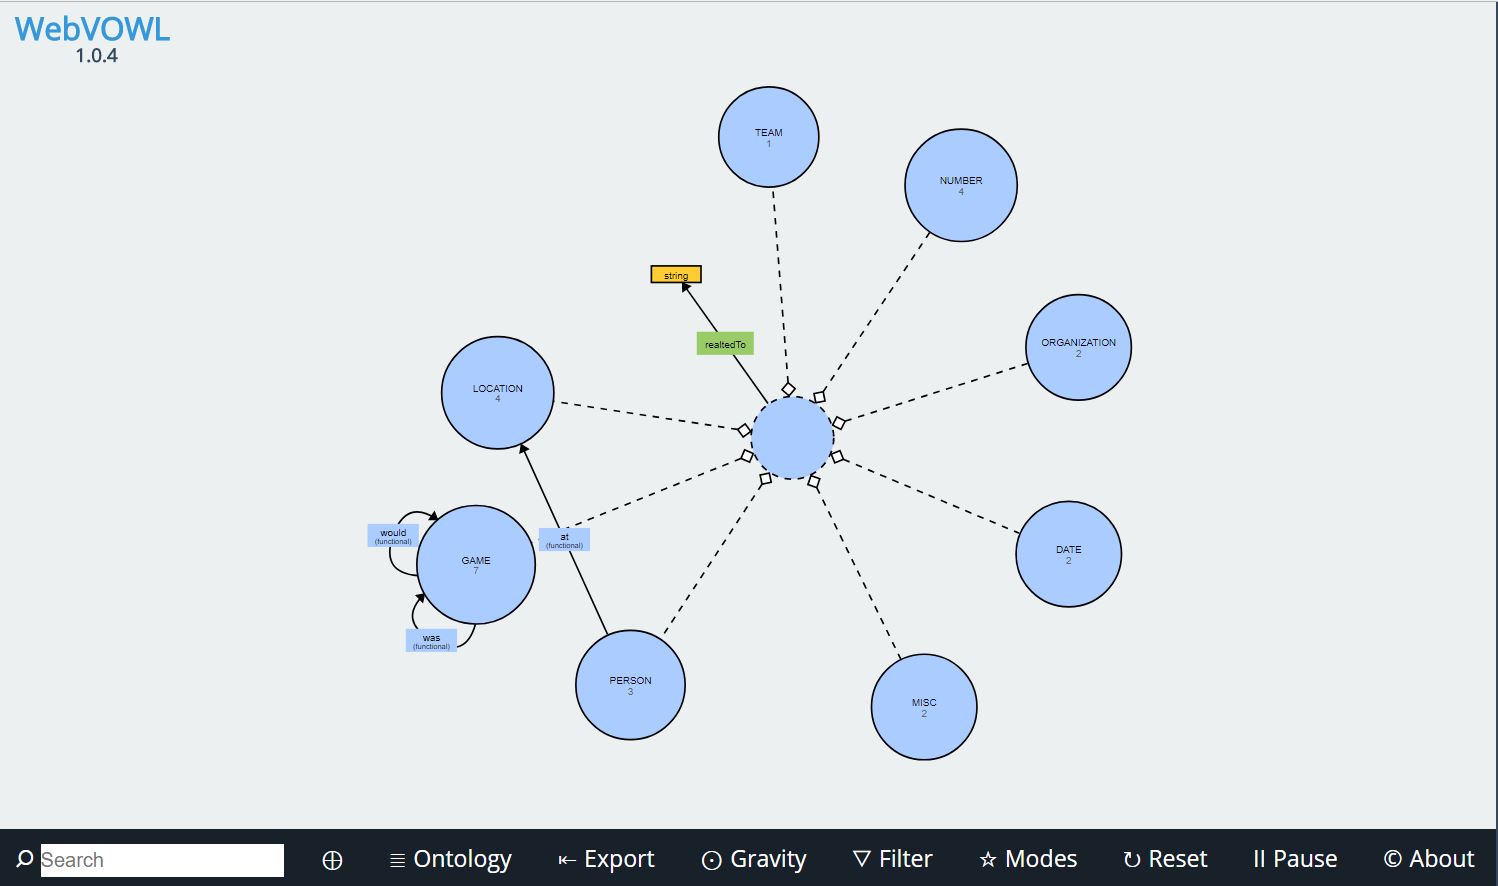 WebVOWL
1.0.4
TEAM
1
NUMBER
4
string
realtedTo
ORGANIZATION
2
LOCATION
4
would
(functional)
at
(functional)
GAME
7
DATE
2
was
(functional)
PERSON
3
MISC
2
Search
Ontology
Export
Gravity
Filter
Modes
Reset
Pause
© About